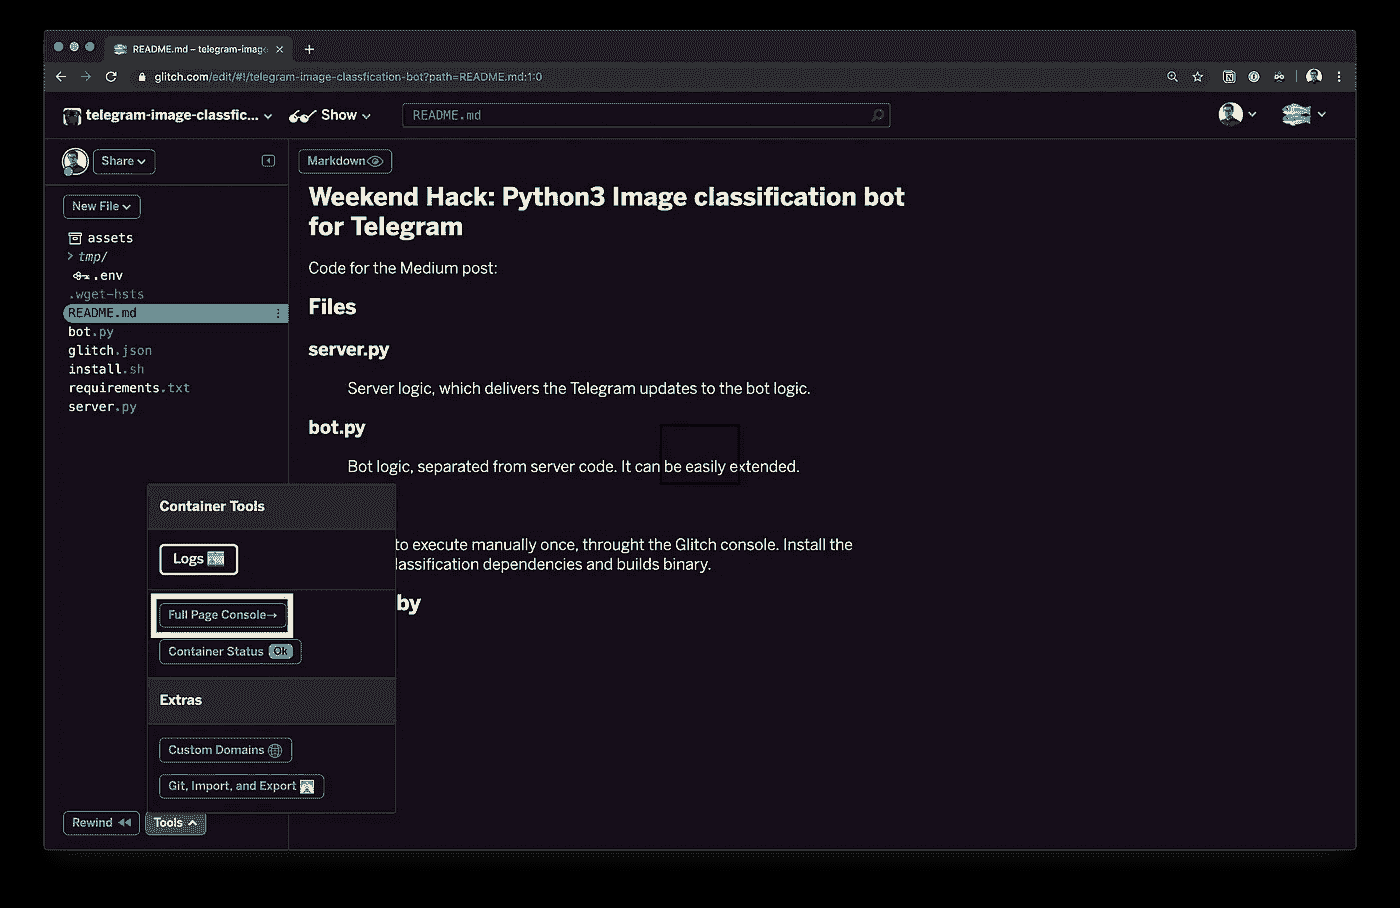 README.md – telegram-imag
glitch.com/edit/#!/telegram-image-classfication-bot?path=README.md:1:0
telegram-image-classfic...
Show
README.md
Share
Markdown
New File
assets
tmp/
.env
.wget-hsts
README.md
bot.py
glitch.json
install.sh
requirements.txt
server.py
Weekend Hack: Python3 Image classification bot
for Telegram
Code for the Medium post:
Files
server.py
Server logic, which delivers the Telegram updates to the bot logic.
bot.py
Bot logic, separated from server code. It can be easily extended.
to execute manually once, throught the Glitch console. Install the
lassification dependencies and builds binary.
by
Container Tools
Logs
Full Page Console→
Container Status Ok
Extras
Custom Domains
Git, Import, and Export
Rewind
Tools